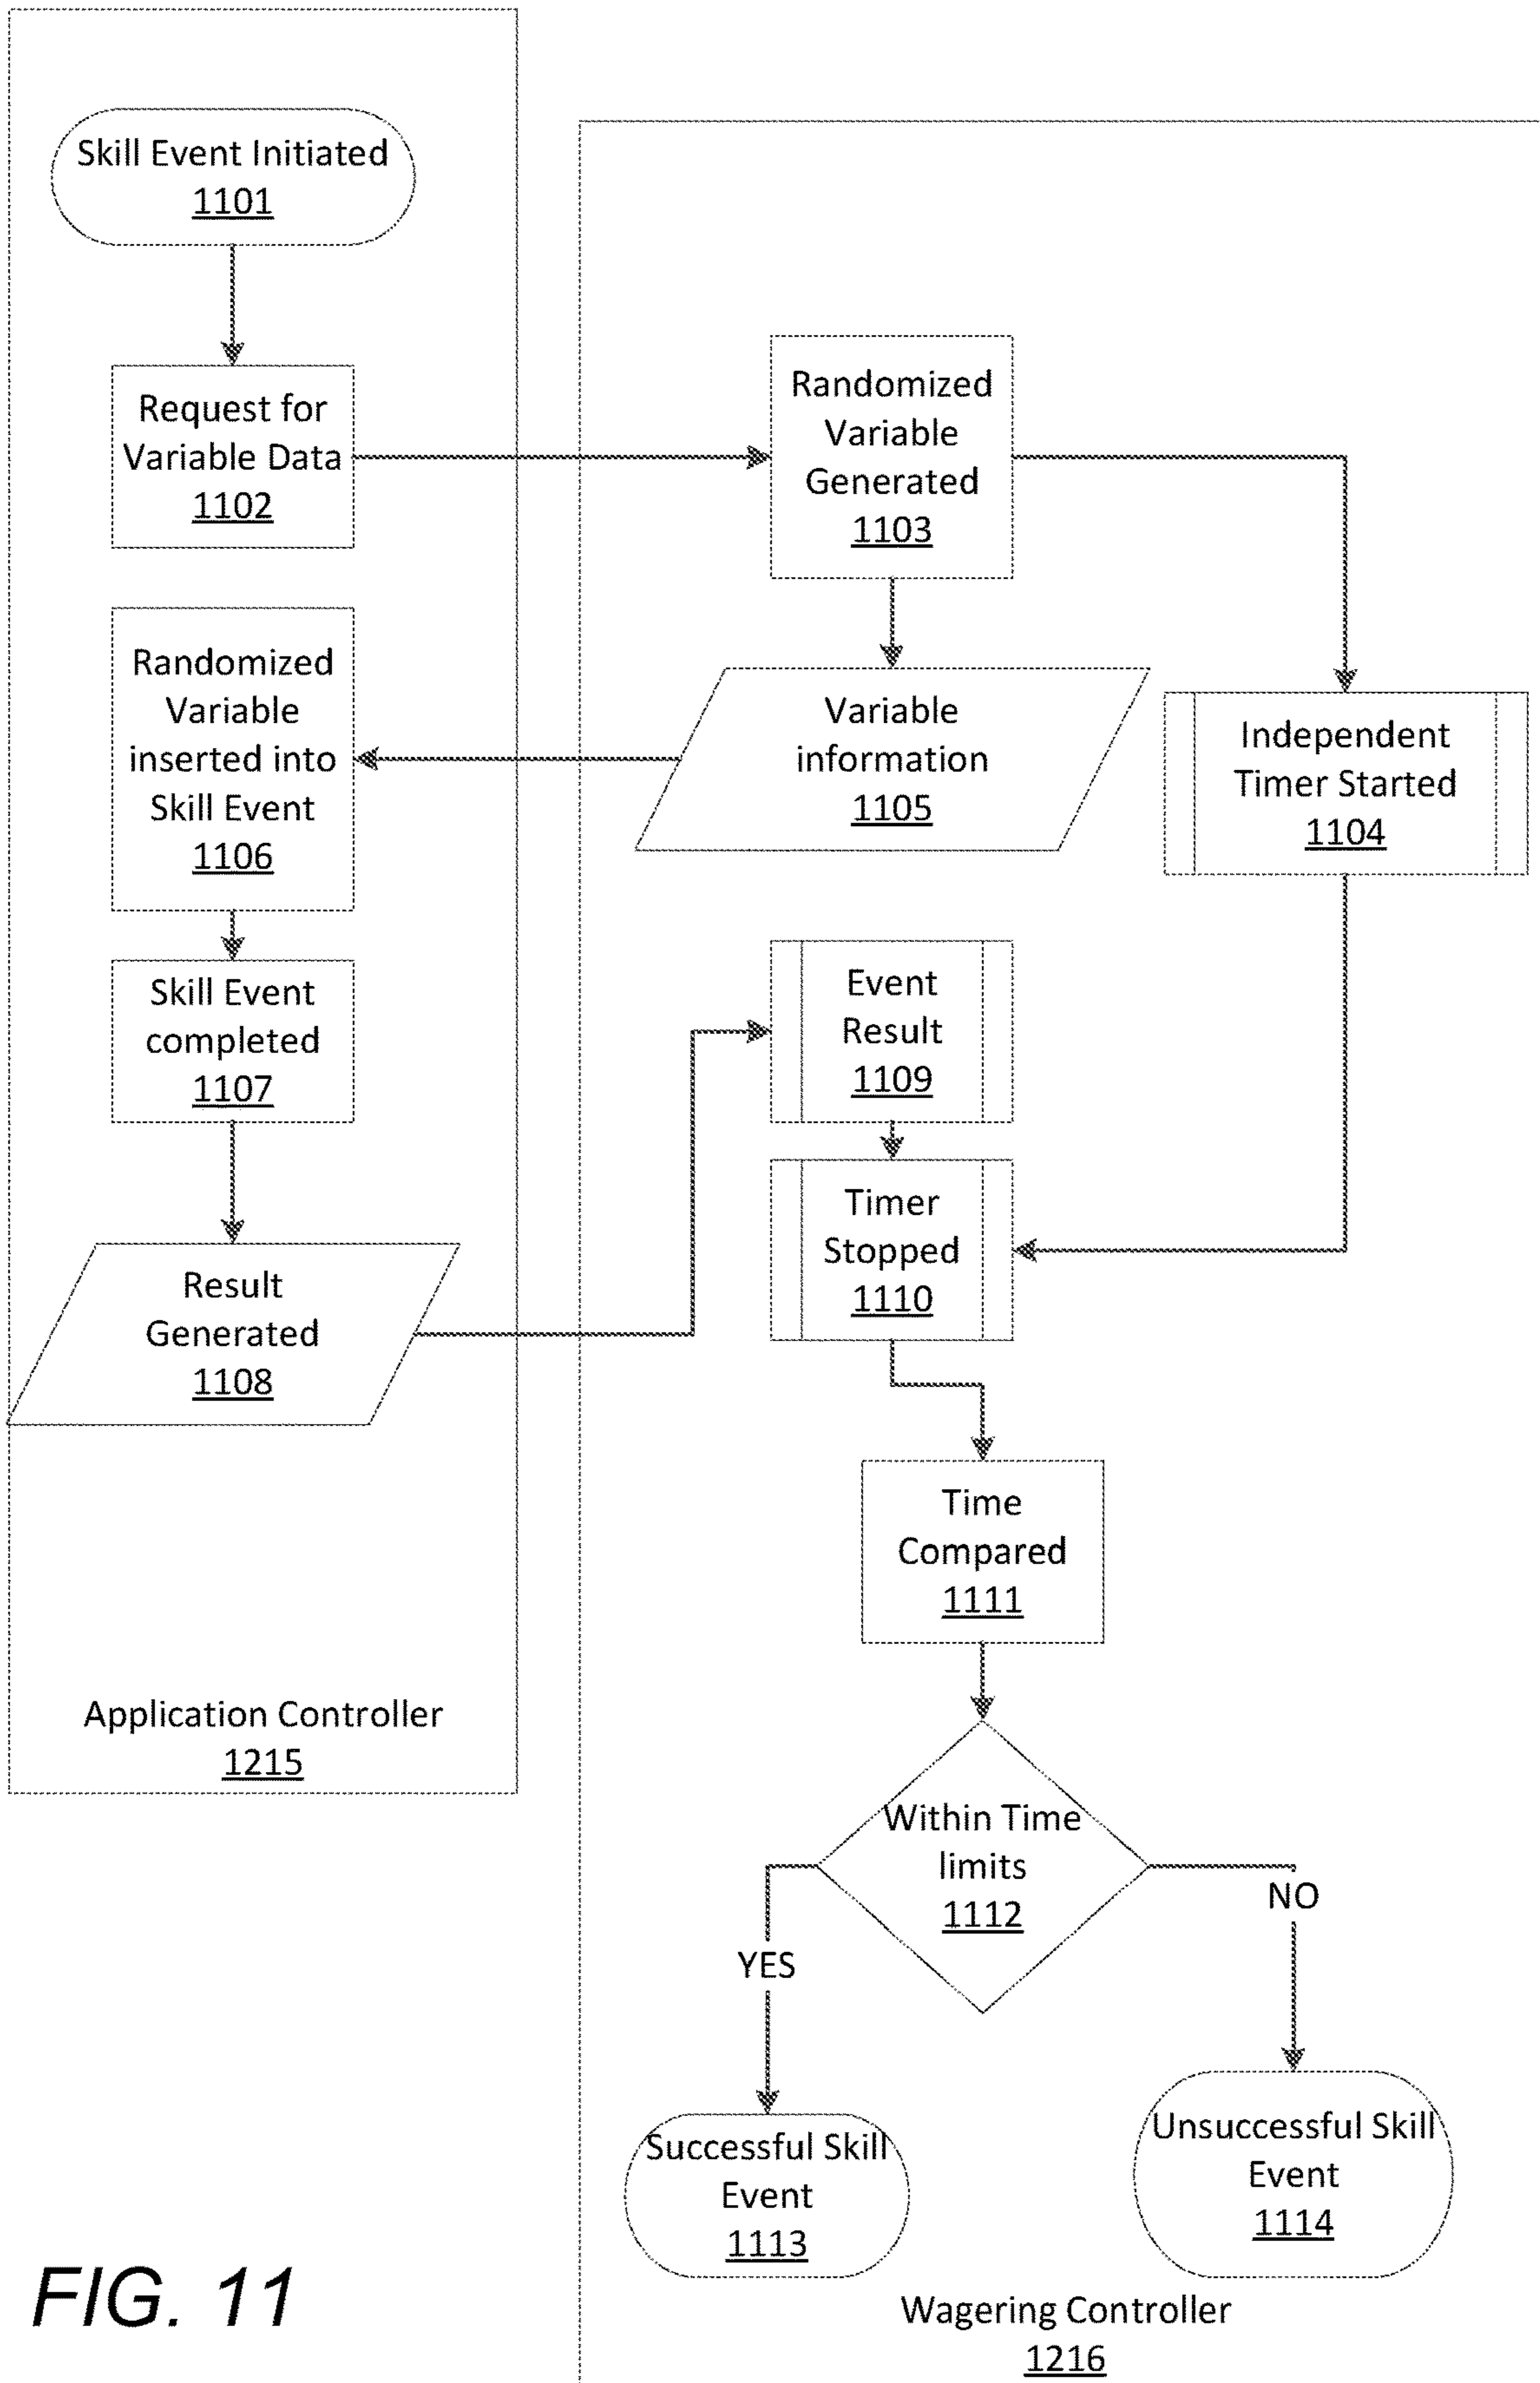 Skill Event Initiated
1101
Request for
Variable Data
1102
Randomized
Variable
Generated
1103
Randomized
Variable
inserted into
Skill Event
1106
Variable
information
1105
Independent
Timer Started
1104
Skill Event
completed
1107
Event
Result
1109
Timer
Stopped
1110
Result
Generated
1108
Time
Compared
1111
Application Controller
1215
Within Time
limits
1112
NO
YES
Successful Skill
Event
1113
Unsuccessful Skill
Event
1114
FIG. 11
Wagering Controller
1216